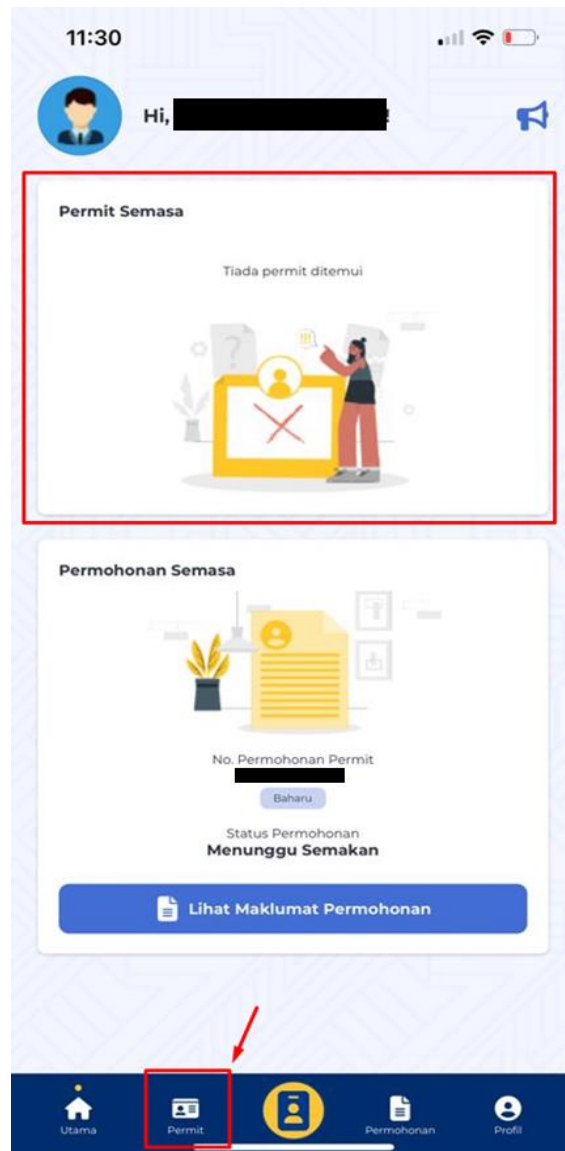 11:30
Hi, !
Permit Semasa
Tiada permit ditemui
Permohonan Semasa
No. Permohonan Permit
Baharu
Status Permohonan
Menunggu Semakan
Lihat Maklumat Permohonan
Utama
Permit
Permohonan
Profil